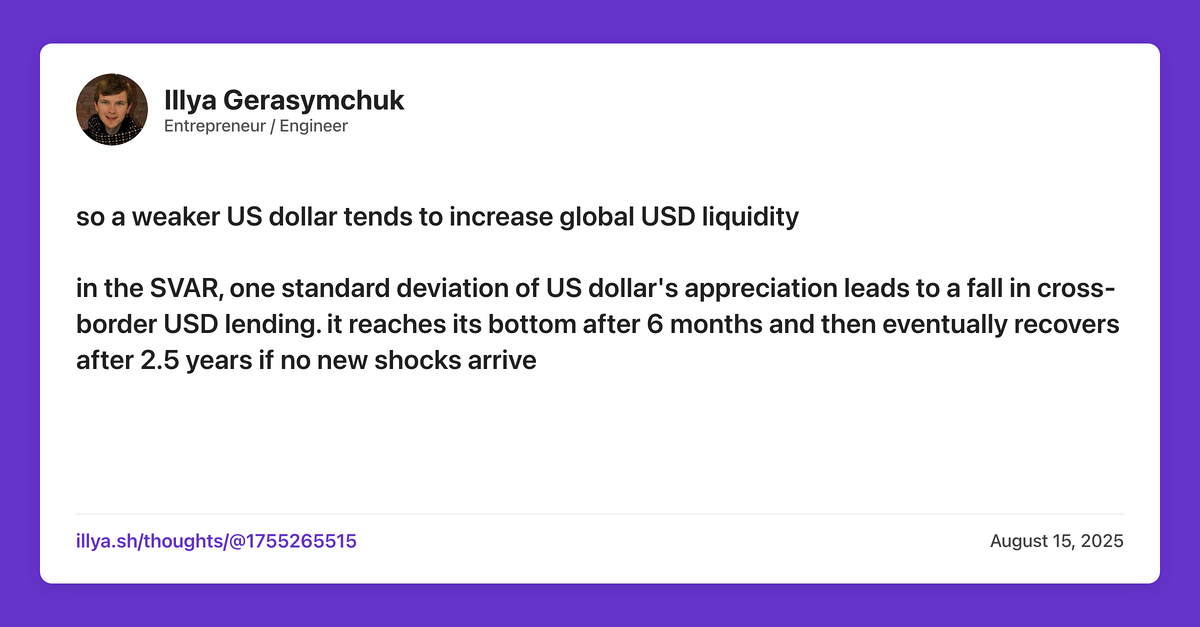 Illya Gerasymchuk
Entrepreneur / Engineer
so a weaker US dollar tends to increase global USD liquidity
in the SVAR, one standard deviation of US dollar's appreciation leads to a fall in cross-
border USD lending. it reaches its bottom after 6 months and then eventually recovers
after 2.5 years if no new shocks arrive
illya.sh/thoughts/@1755265515
August 15, 2025